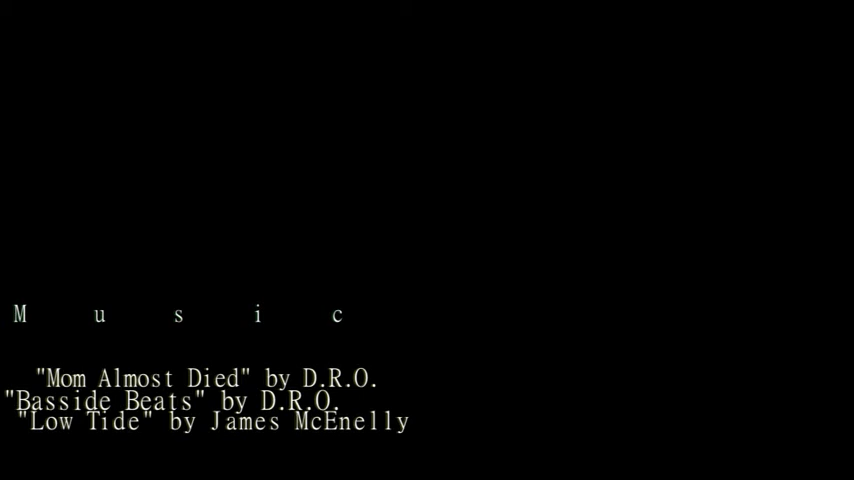 M u s i c
"Mom Almost Died" by D.R.O.
"Basside Beats" by D.R.O.
"Low Tide" by James McEnelly